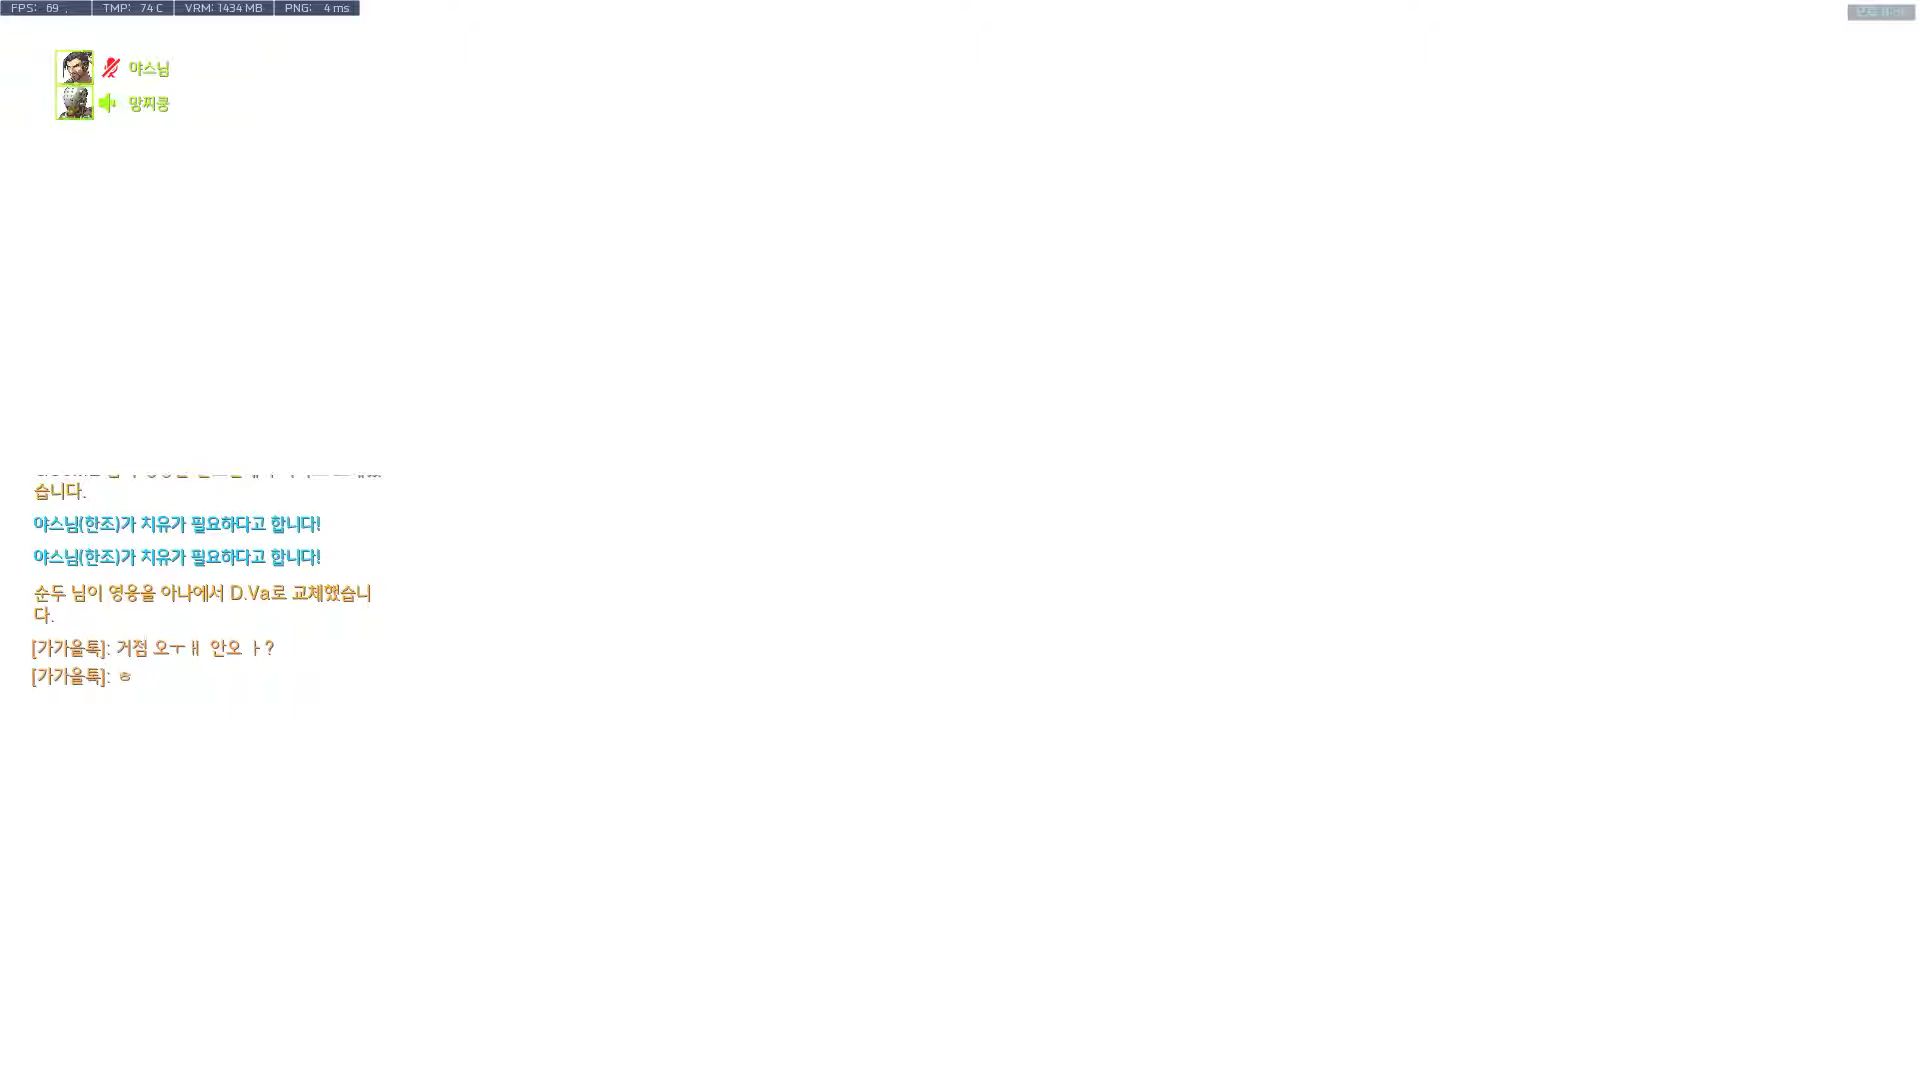 FPS: 69 TMP: 74 C VRM: 1434 MB PNG: 4 ms
야스님
망찌쿵
습니다.
야스님(한조)가 치유가 필요하다고 합니다!
야스님(한조)가 치유가 필요하다고 합니다!
순두 님이 영웅을 아나에서 D.Va로 교체했습니
다.
[가가을톡]: 거점 오ㅜㅐ 안오 ㅏ?
[가가을톡]: ㅎ